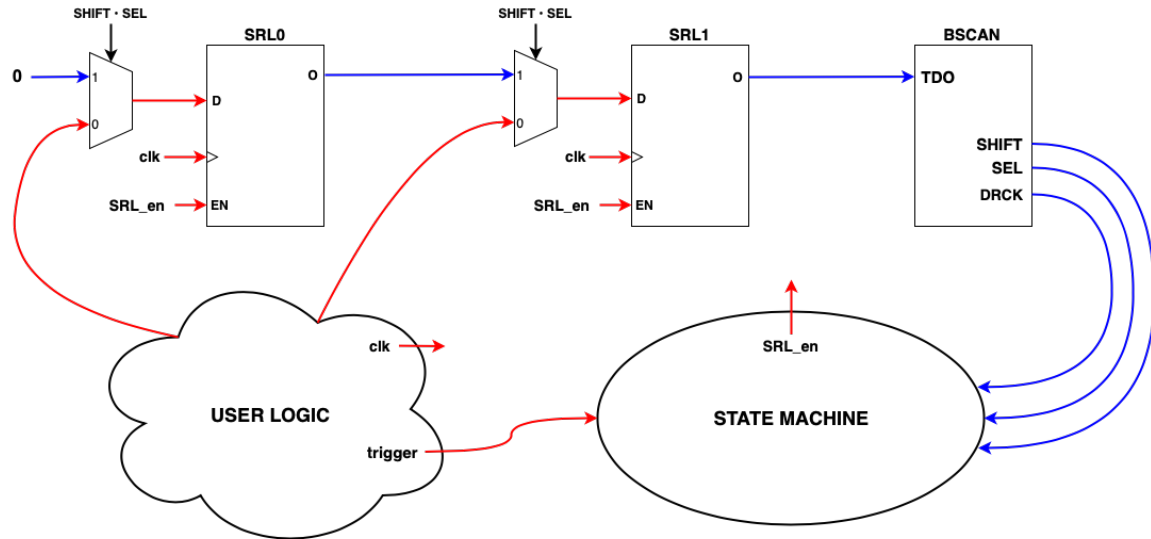 SHIFT · SEL
SHIFT · SEL
SRL0
SRL1
BSCAN
0
1
O
1
O
TDO
D
D
0
0
SHIFT
clk
clk
SEL
DRCK
SRL_en
EN
SRL_en
EN
clk
SRL_en
USER LOGIC
STATE MACHINE
trigger